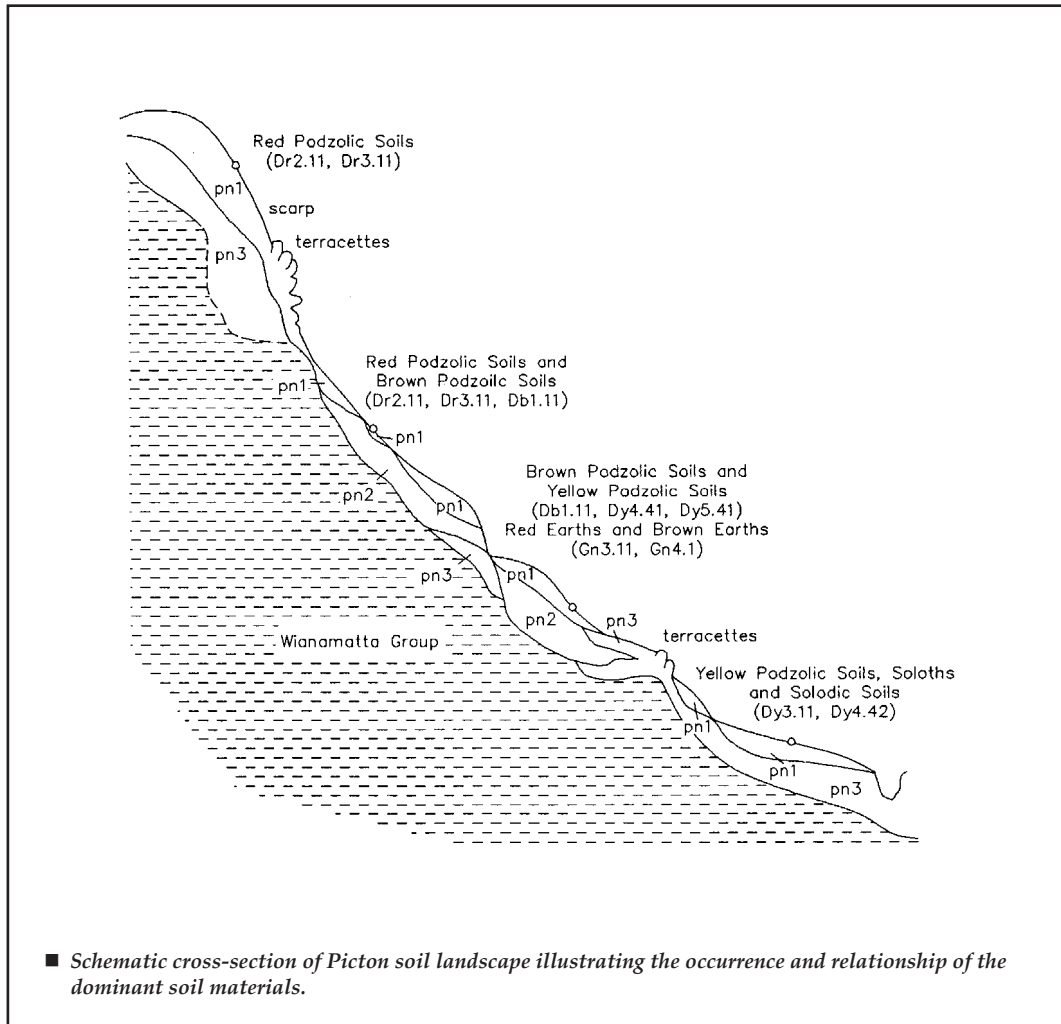 Red Podzolic Soils
(Dr2.11, Dr3.11)
pn1
scarp
terracettes
pn3
Red Podzolic Soils and
Brown Podzoilc Soils
(Dr2.11, Dr3.11, Db1.11)
pn1
pn1
pn2
Brown Podzolic Soils and
Yellow Podzolic Soils
(Db1.11, Dy4.41, Dy5.41)
Red Earths and Brown Earths
(Gn3.11, Gn4.1)
pn1
pn3
pn1
pn2
pn3
Wianamatta Group
terracettes
Yellow Podzolic Soils, Soloths
and Solodic Soils
(Dy3.11, Dy4.42)
pn1
pn1
pn3
■ Schematic cross-section of Picton soil landscape illustrating the occurrence and relationship of the
dominant soil materials.